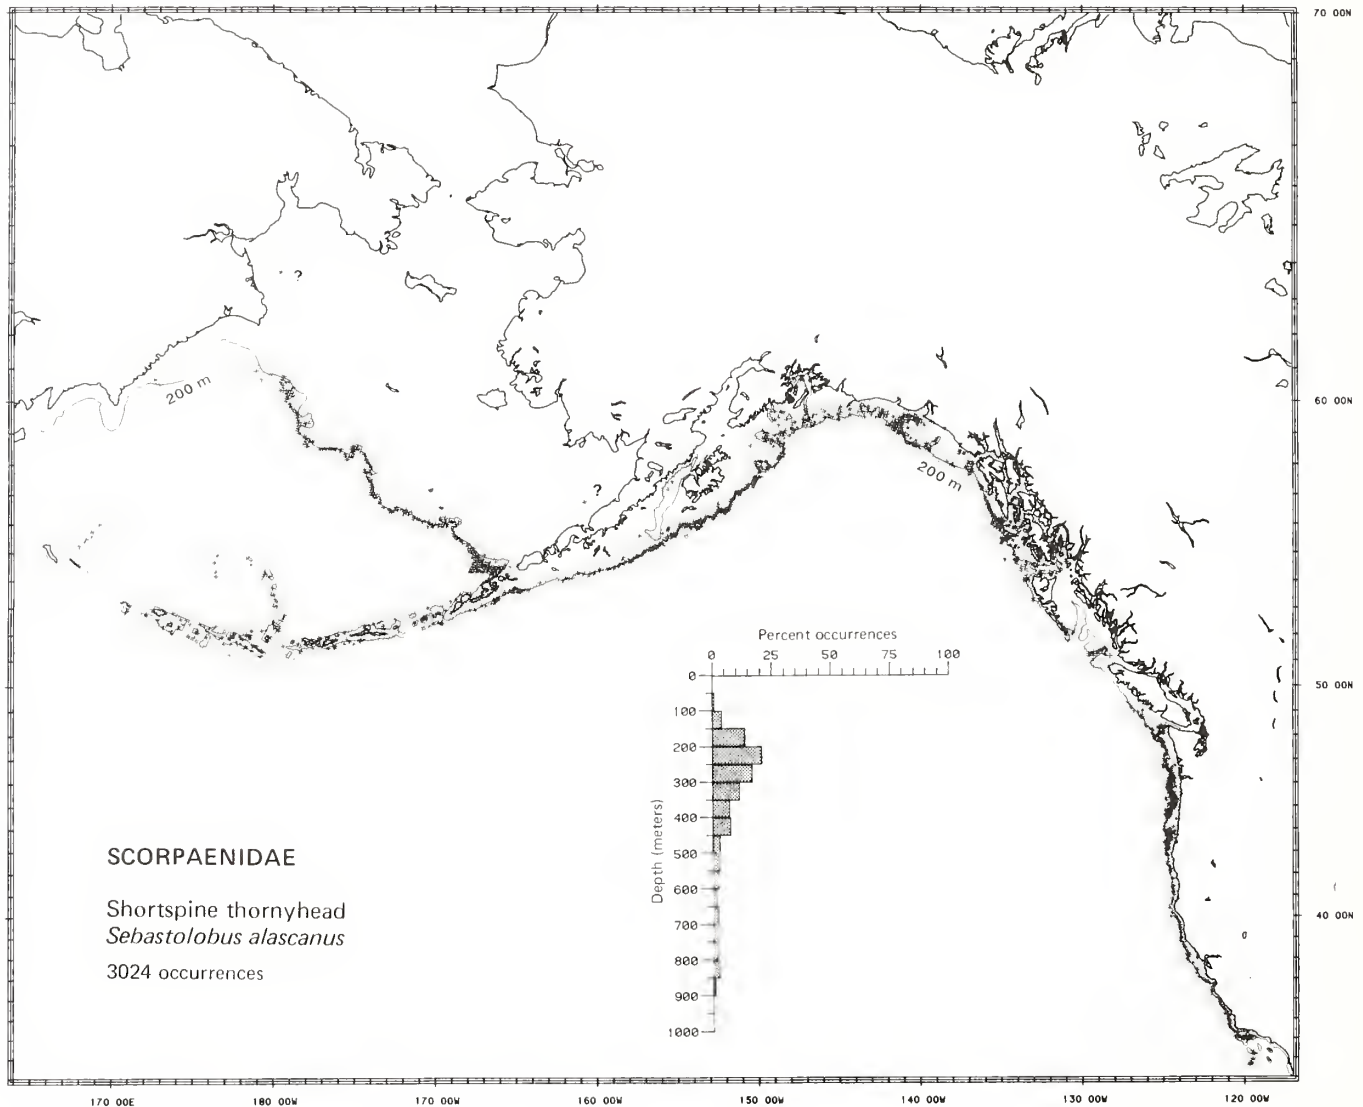 70 00N
?
200 m
60 00N
200 m
?
Percent occurrences
0 25 50 75 100
50 00N
0
100
200
300
400
500
600
700
800
900
1000
Depth (meters)
SCORPAENIDAE
Shortspine thornyhead
Sebastolobus alascanus
3024 occurrences
40 00N
170 00E 180 00W 170 00W 160 00W 150 00W 140 00W 130 00W 120 00W